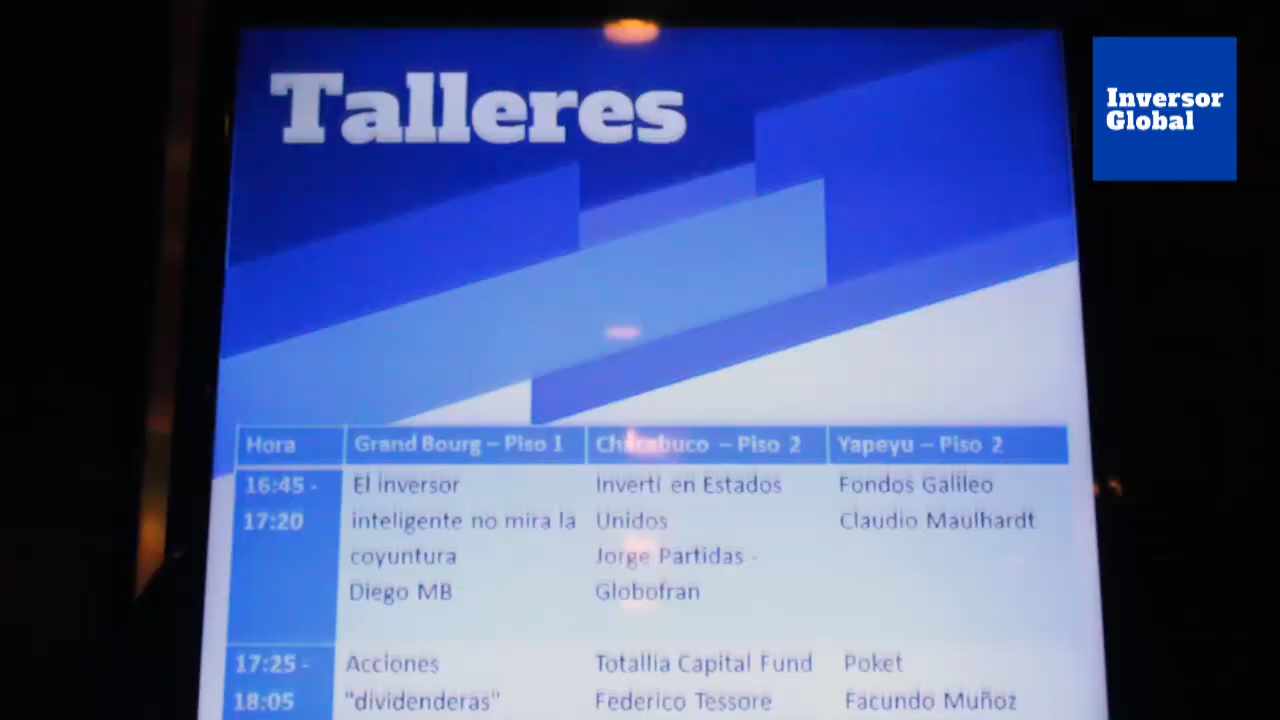 Talleres
Inversor
Global
Hora
Grand Bourg – Piso 1
Chacabuco – Piso 2
Yapeyu – Piso 2
16:45 -
17:20
El inversor
inteligente no mira la
coyuntura
Diego MB
Invertí en Estados
Unidos
Jorge Partidas -
Globofran
Fondos Galileo
Claudio Maulhardt
17:25 -
18:05
Acciones
"dividenderas"
Totallia Capital Fund
Federico Tessore
Poket
Facundo Muñoz